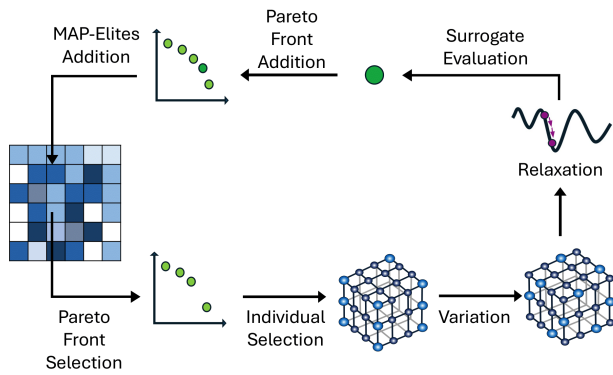 MAP-Elites
Addition
Pareto
Front
Addition
Surrogate
Evaluation
Relaxation
Pareto
Front
Selection
Individual
Selection
Variation